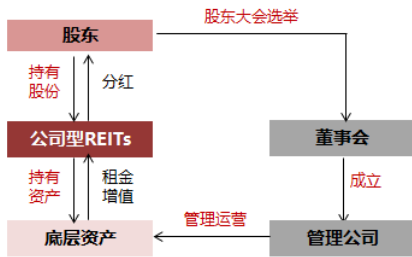 股东大会选举
股东
持有
股份
分红
公司型REITs
董事会
持有
资产
租金
增值
成立
管理运营
底层资产
管理公司